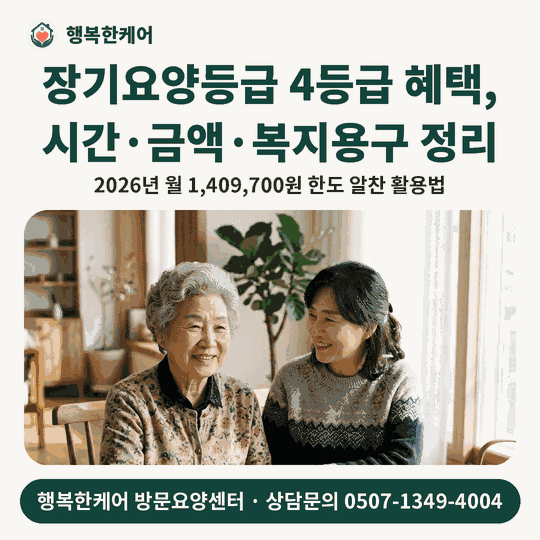 행복한케어
장기요양등급 4등급 혜택,
시간·금액·복지용구 정리
2026년 월 1,409,700원 한도 알찬 활용법
행복한케어 방문요양센터 · 상담문의 0507-1349-4004